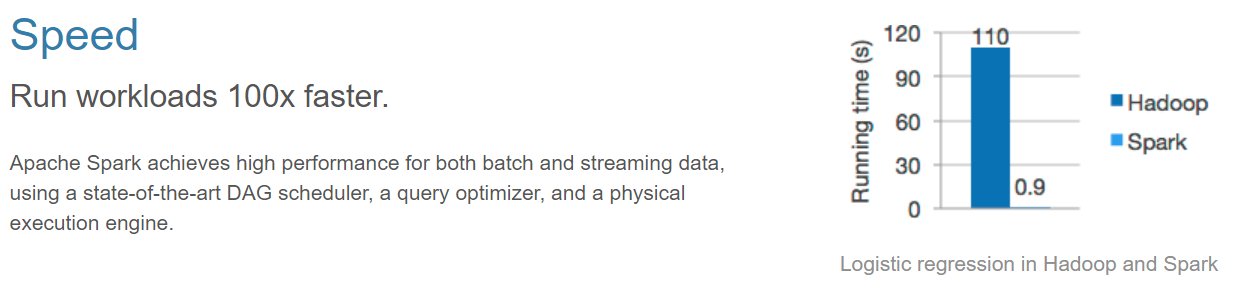 Speed
Run workloads 100x faster.
Apache Spark achieves high performance for both batch and streaming data,
using a state-of-the-art DAG scheduler, a query optimizer, and a physical
execution engine.
Running time (s)
120
90
60
30
0
110
0.9
Hadoop
Spark
Logistic regression in Hadoop and Spark